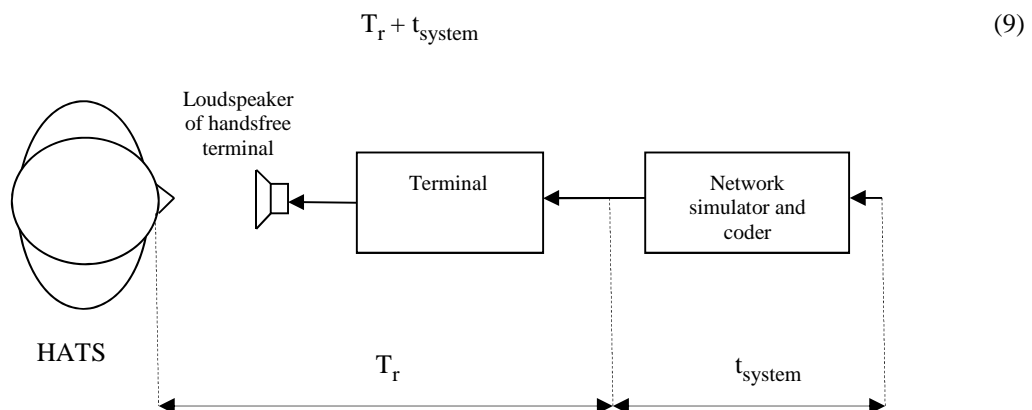 T_r + t_system (9)
Loudspeaker
of handsfree
terminal
Terminal
Network
simulator and
coder
HATS
T_r
t_system